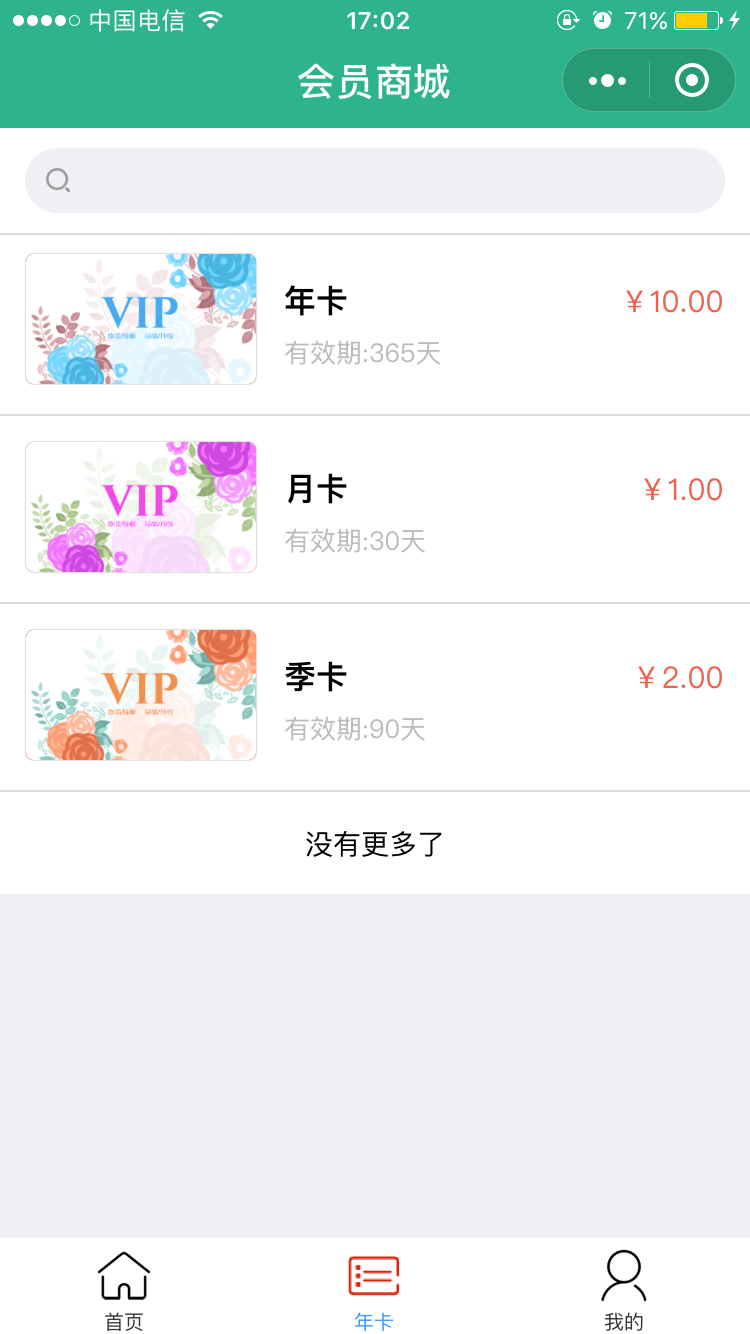 中国电信
17:02
71%
会员商城
VIP
年卡
¥10.00
有效期:365天
VIP
月卡
¥1.00
有效期:30天
VIP
季卡
¥2.00
有效期:90天
没有更多了
首页
年卡
我的